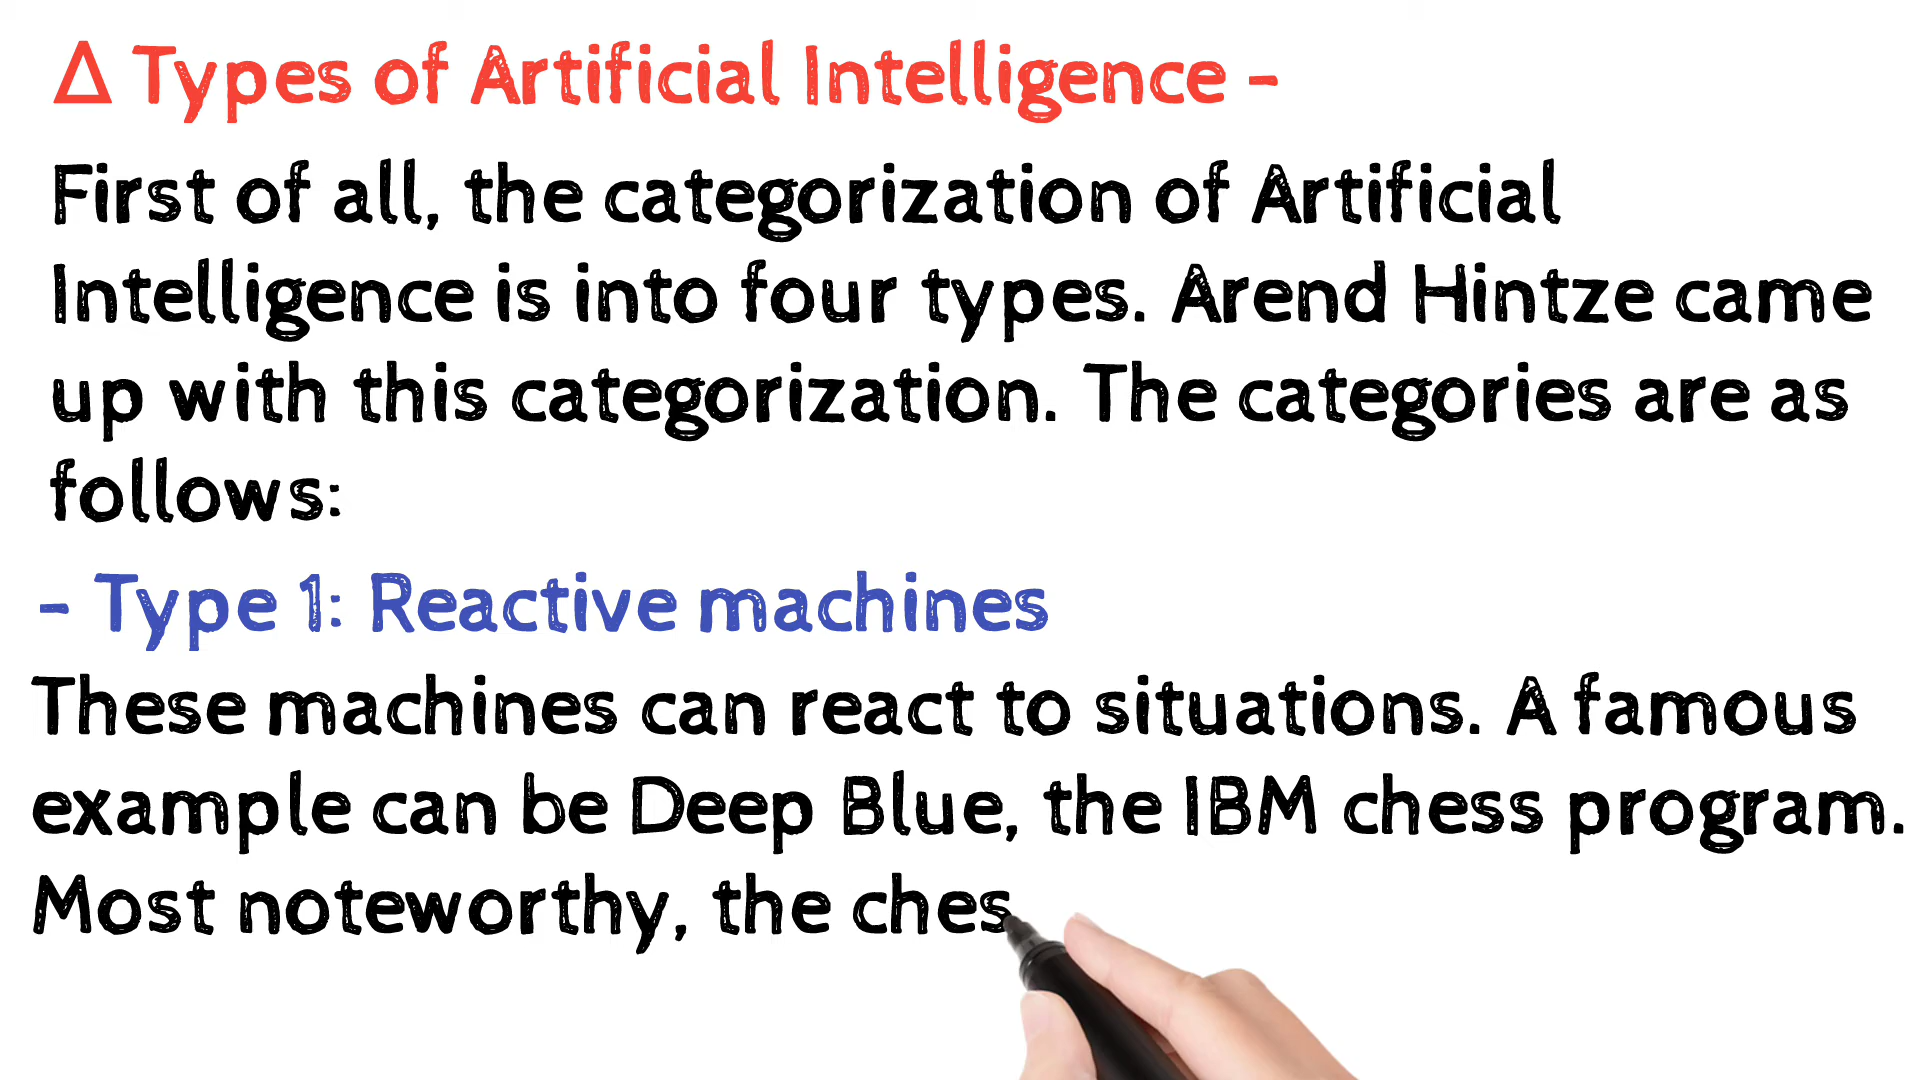 Δ Types of Artificial Intelligence -
First of all, the categorization of Artificial
Intelligence is into four types. Arend Hintze came
up with this categorization. The categories are as
follows:
- Type 1: Reactive machines
These machines can react to situations. A famous
example can be Deep Blue, the IBM chess program.
Most noteworthy, the ches